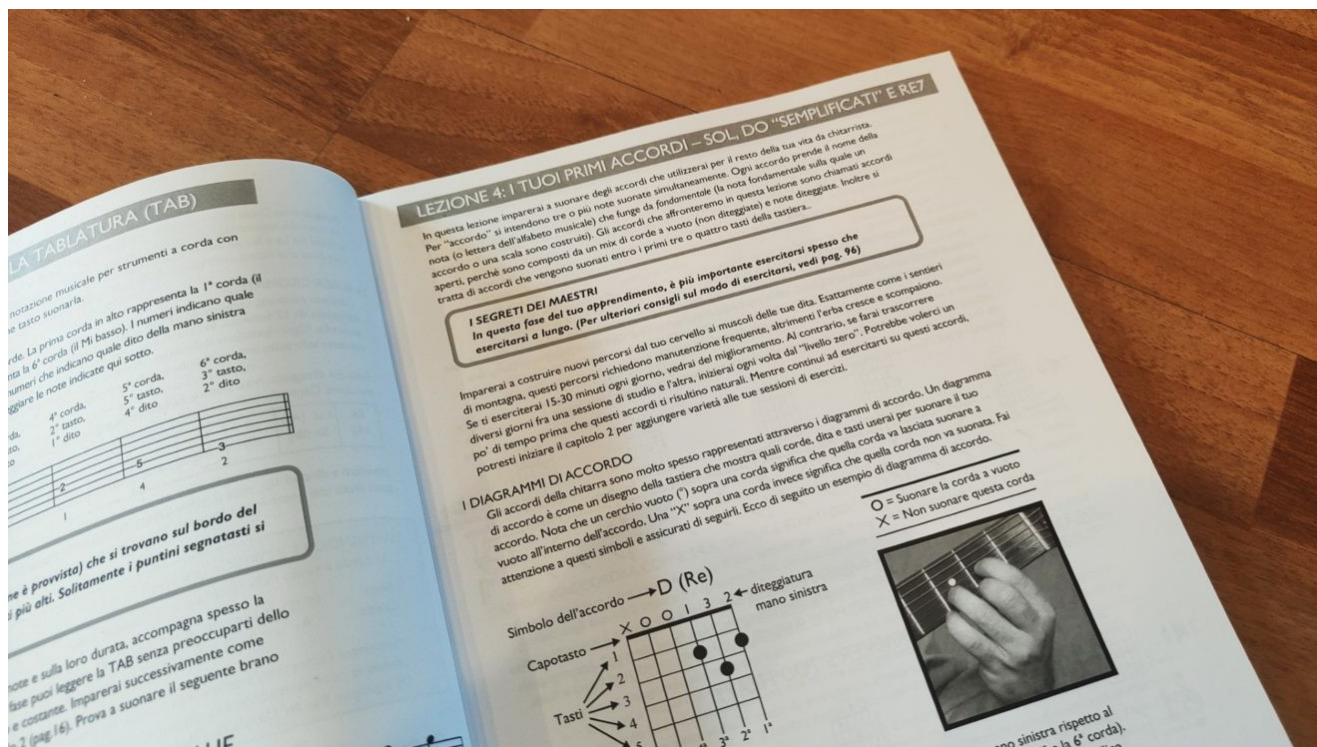 LA TABLATURA (TAB)
notazione musicale per strumenti a corda con
tasto suonarla.
La prima corda in alto rappresenta la 1ª corda (il
la 6ª corda (il Mi basso). I numeri indicano quale
che indicano quale dito della mano sinistra
le note indicate qui sotto.
4ª corda,
2° tasto,
1° dito
5ª corda,
5° tasto,
4° dito
6ª corda,
3° tasto,
2° dito
2 5 3
1 4 2
è provvista) che si trovano sul bordo del
più alti. Solitamente i puntini segnatasti si
note e sulla loro durata, accompagna spesso la
fase puoi leggere la TAB senza preoccuparti dello
e costante. Imparerai successivamente come
2 (pag.16). Prova a suonare il seguente brano
LEZIONE 4: I TUOI PRIMI ACCORDI – SOL, DO "SEMPLIFICATI" E RE7
In questa lezione imparerai a suonare degli accordi che utilizzerai per il resto della tua vita da chitarrista.
Per "accordo" si intendono tre o più note suonate simultaneamente. Ogni accordo prende il nome della
nota (o lettera dell'alfabeto musicale) che funge da fondamentale (la nota fondamentale sulla quale un
accordo o una scala sono costruiti). Gli accordi che affronteremo in questa lezione sono chiamati accordi
aperti, perché sono composti da un mix di corde a vuoto (non diteggiate) e note diteggiate. Inoltre si
tratta di accordi che vengono suonati entro i primi tre o quattro tasti della tastiera..
I SEGRETI DEI MAESTRI
In questa fase del tuo apprendimento, è più importante esercitarsi spesso che
esercitarsi a lungo. (Per ulteriori consigli sul modo di esercitarsi, vedi pag. 96)
Imparerai a costruire nuovi percorsi dal tuo cervello ai muscoli delle tue dita. Esattamente come i sentieri
di montagna, questi percorsi richiedono manutenzione frequente, altrimenti l'erba cresce e scompaiono.
Se ti eserciterai 15-30 minuti ogni giorno, vedrai del miglioramento. Al contrario, se farai trascorrere
diversi giorni fra una sessione di studio e l'altra, inizierai ogni volta dal "livello zero". Potrebbe volerci un
po' di tempo prima che questi accordi ti risultino naturali. Mentre continui ad esercitarti su questi accordi,
potresti iniziare il capitolo 2 per aggiungere varietà alle tue sessioni di esercizi.
I DIAGRAMMI DI ACCORDO
Gli accordi della chitarra sono molto spesso rappresentati attraverso i diagrammi di accordo. Un diagramma
di accordo è come un disegno della tastiera che mostra quali corde, dita e tasti userai per suonare il tuo
accordo. Nota che un cerchio vuoto (°) sopra una corda significa che quella corda va lasciata suonare a
vuoto all'interno dell'accordo. Una "X" sopra una corda invece significa che quella corda non va suonata. Fai
attenzione a questi simboli e assicurati di seguirli. Ecco di seguito un esempio di diagramma di accordo.
O = Suonare la corda a vuoto
X = Non suonare questa corda
Simbolo dell'accordo D (Re)
X O O 1 3 2 diteggiatura
mano sinistra
Capotasto
Tasti
1
2
3
4
5
3ª 2ª 1ª
sinistra rispetto al
la 6ª corda).